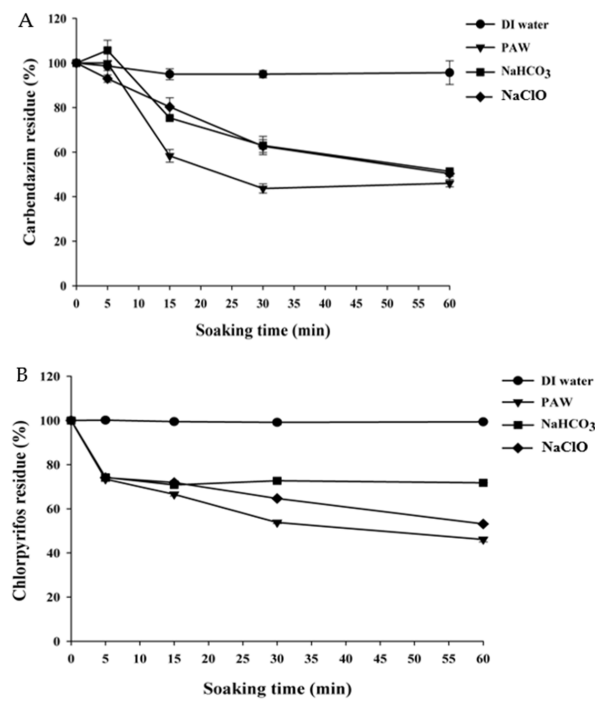 A
Carbendazim residue (%)
120
100
80
60
40
20
0
0 5 10 15 20 25 30 35 40 45 50 55 60
Soaking time (min)
DI water
PAW
NaHCO3
NaClO
B
Chlorpyrifos residue (%)
120
100
80
60
40
20
0
0 5 10 15 20 25 30 35 40 45 50 55 60
Soaking time (min)
DI water
PAW
NaHCO3
NaClO